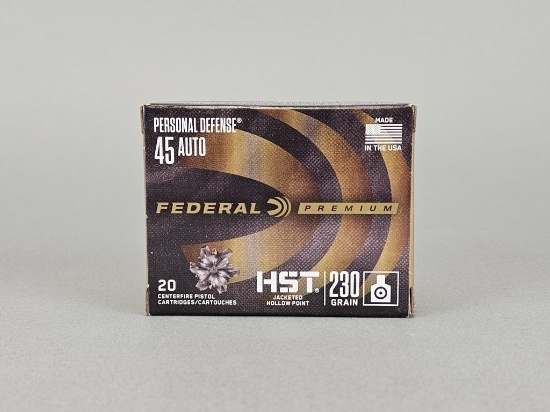 PERSONAL DEFENSE®
45 AUTO
MADE
IN THE USA
FEDERAL PREMIUM
20
CENTERFIRE PISTOL
CARTRIDGES/CARTOUCHES
HST®
JACKETED
HOLLOW POINT
230
GRAIN